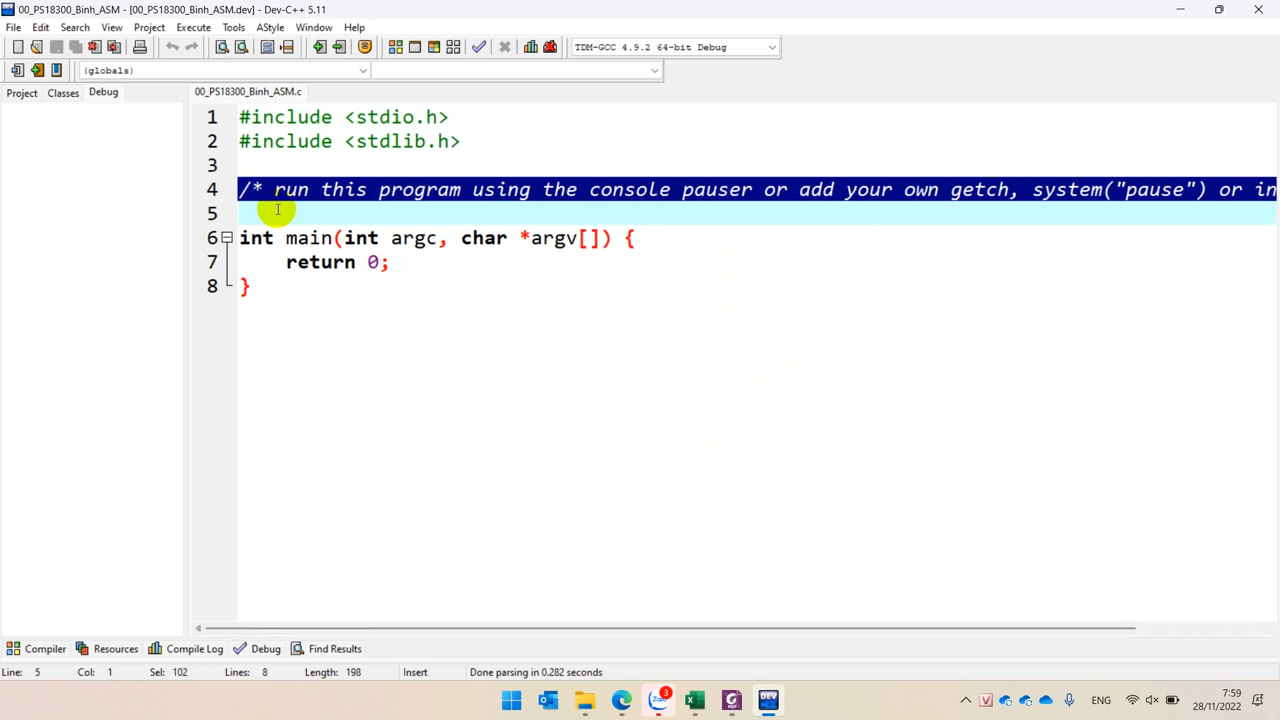 00_PS18300_Binh_ASM - [00_PS18300_Binh_ASM.dev] - Dev-C++ 5.11
File Edit Search View Project Execute Tools AStyle Window Help
TDM-GCC 4.9.2 64-bit Debug
(globals)
Project Classes Debug 00_PS18300_Binh_ASM.c
1 #include <stdio.h>
2 #include <stdlib.h>
3
4 /* run this program using the console pauser or add your own getch, system("pause") or in
5
6 int main(int argc, char *argv[]) {
7 return 0;
8 }
Compiler Resources Compile Log Debug Find Results
Line: 5 Col: 1 Sel: 102 Lines: 8 Length: 198 Insert Done parsing in 0.282 seconds
Zalo 3 PDF DEV V ENG 7:59
28/11/2022